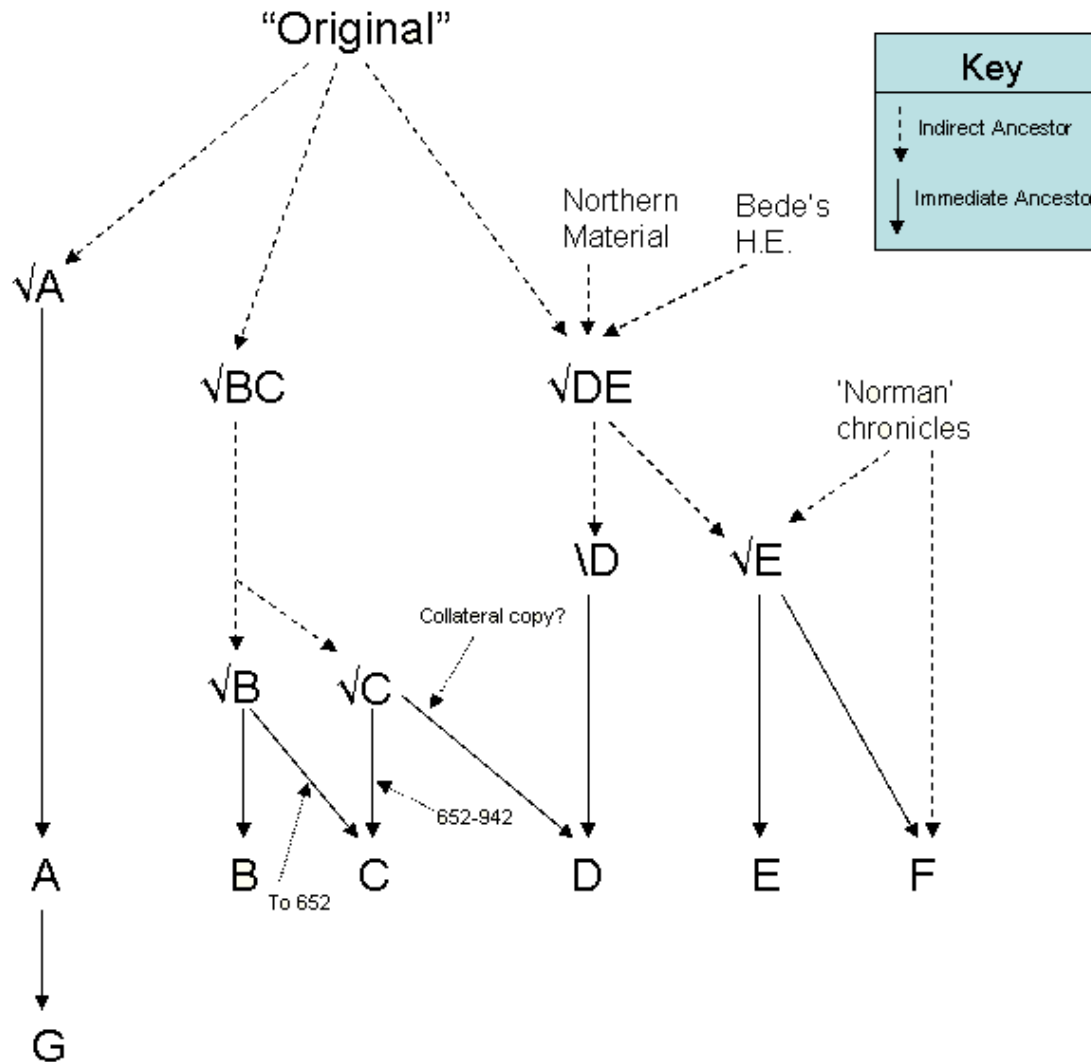 “Original”
Key
Indirect Ancestor
Immediate Ancestor
Northern
Material
Bede's
H.E.
√A
√BC
√DE
'Norman'
chronicles
\D
√E
Collateral copy?
√B
√C
652-942
To 652
A
B
C
D
E
F
G